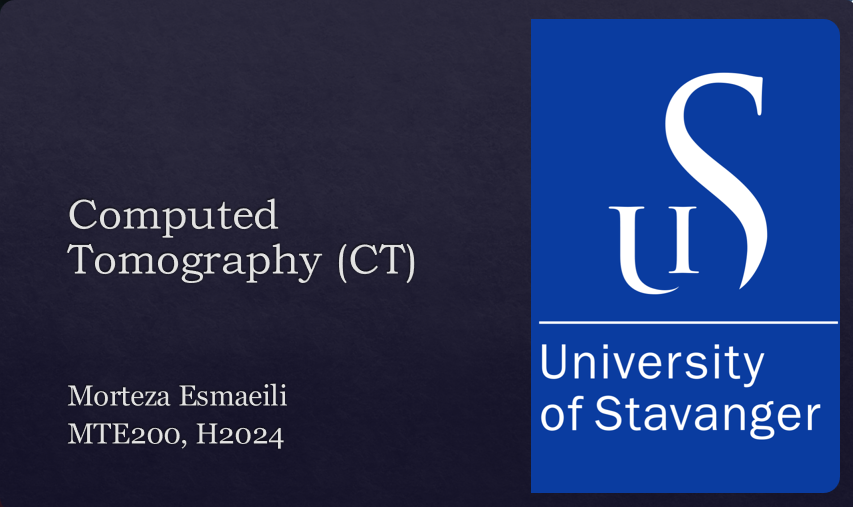 Computed
Tomography (CT)
Morteza Esmaeili
MTE200, H2024
uis
University
of Stavanger